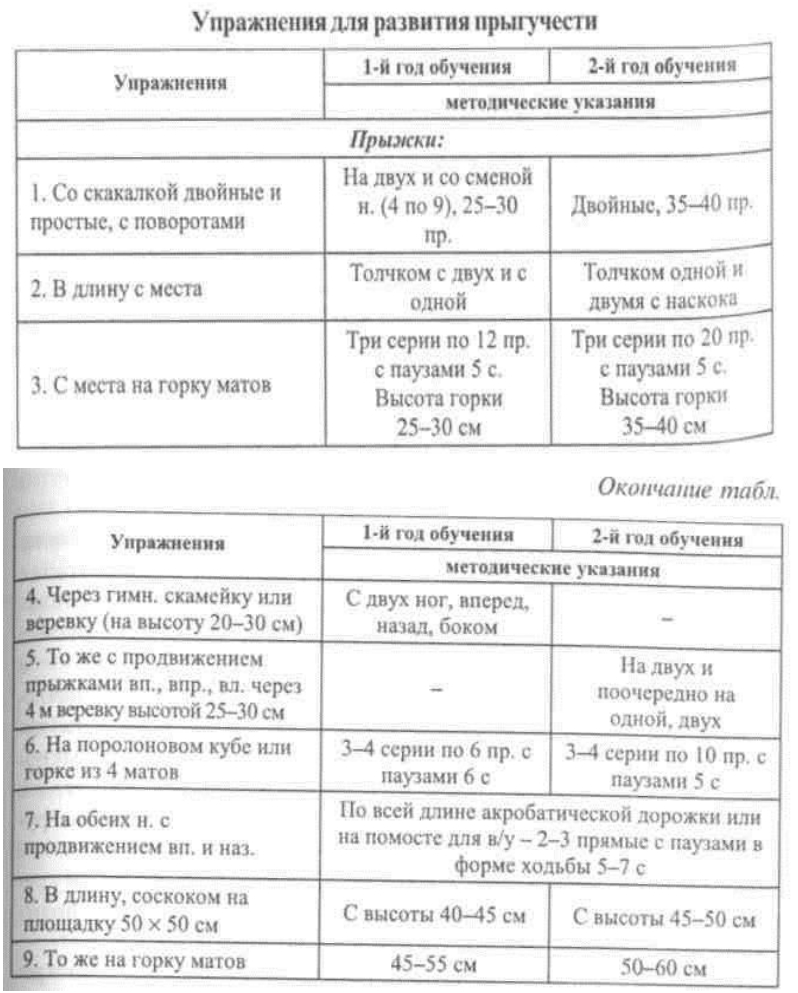 Упражнения для развития прыгучести
Упражнения
1-й год обучения
2-й год обучения
методические указания
Прыжки:
1. Со скакалкой двойные и
простые, с поворотами
На двух и со сменой
н. (4 по 9), 25–30
пр.
Двойные, 35–40 пр.
2. В длину с места
Толчком с двух и с
одной
Толчком одной и
двумя с наскока
3. С места на горку матов
Три серии по 12 пр.
с паузами 5 с.
Высота горки
25–30 см
Три серии по 20 пр.
с паузами 5 с.
Высота горки
35–40 см
Окончание табл.
Упражнения
1-й год обучения
2-й год обучения
методические указания
4. Через гимн. скамейку или
веревку (на высоту 20–30 см)
С двух ног, вперед,
назад, боком
–
5. То же с продвижением
прыжками вп., впр., вл. через
4 м веревку высотой 25–30 см
–
На двух и
поочередно на
одной, двух
6. На поролоновом кубе или
горке из 4 матов
3–4 серии по 6 пр. с
паузами 6 с
3–4 серии по 10 пр. с
паузами 5 с
7. На обеих н. с
продвижением вп. и наз.
По всей длине акробатической дорожки или
на помосте для в/у – 2–3 прямые с паузами в
форме ходьбы 5–7 с
8. В длину, соскоком на
площадку 50 × 50 см
С высоты 40–45 см
С высоты 45–50 см
9. То же на горку матов
45–55 см
50–60 см